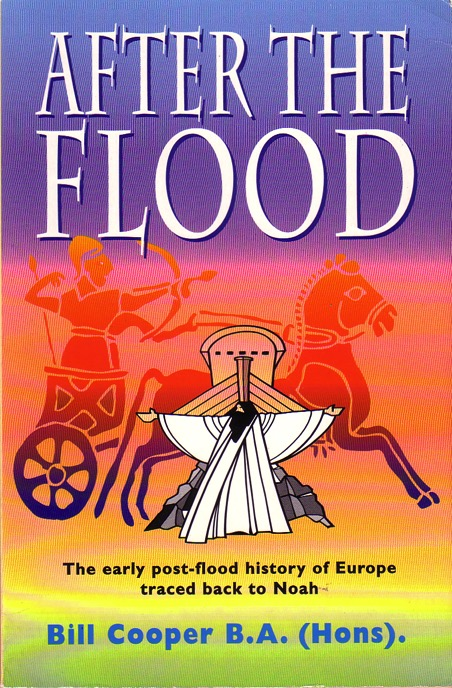 AFTER THE
FLOOD
The early post-flood history of Europe
traced back to Noah
Bill Cooper B.A. (Hons).